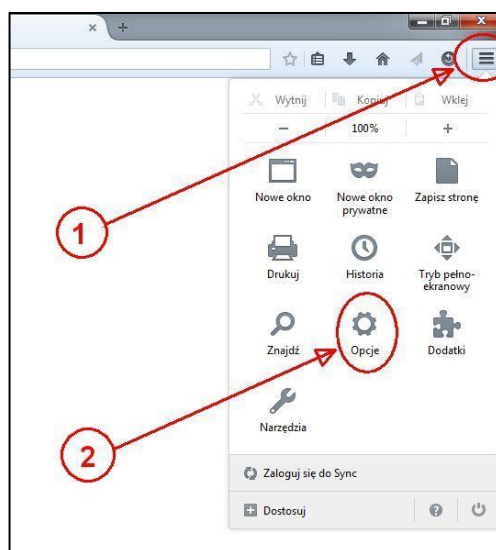 Wytnij Kopiuj Wklej
100%
Nowe okno Nowe okno prywatne Zapisz stronę
1
Drukuj Historia Tryb pełno-ekranowy
Znajdź Opcje Dodatki
2
Narzędzia
Zaloguj się do Sync
Dostosuj